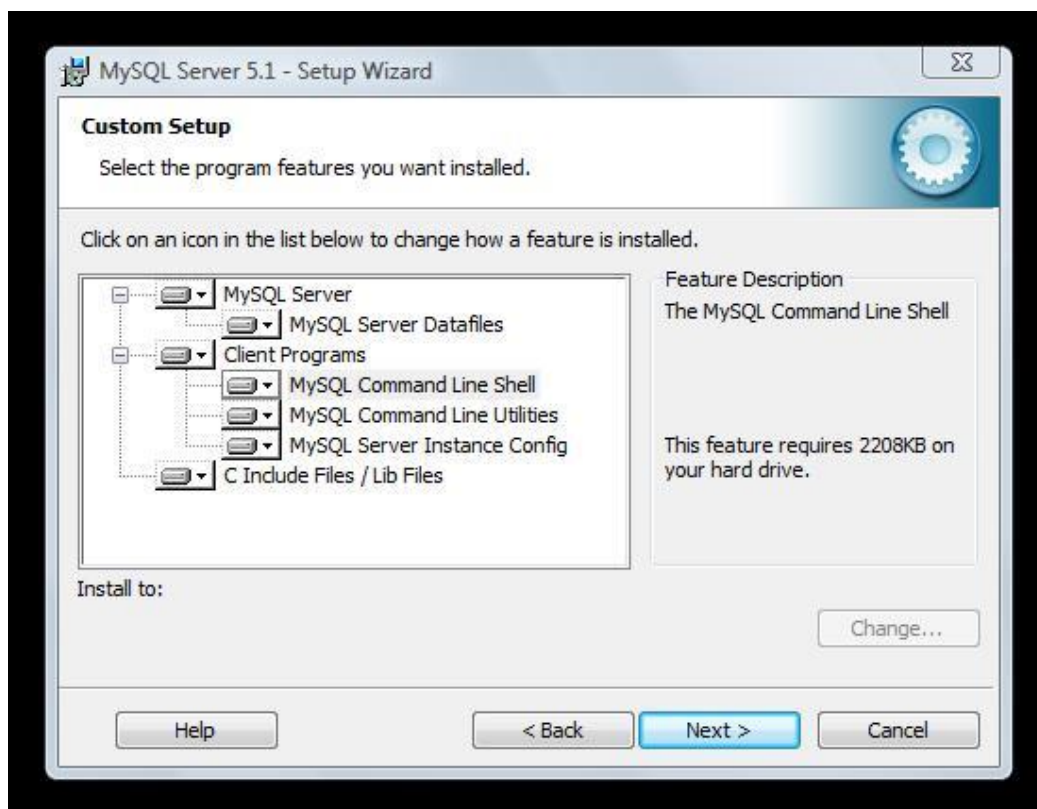 MySQL Server 5.1 - Setup Wizard
Custom Setup
Select the program features you want installed.
Click on an icon in the list below to change how a feature is installed.
MySQL Server
MySQL Server Datafiles
Client Programs
MySQL Command Line Shell
MySQL Command Line Utilities
MySQL Server Instance Config
C Include Files / Lib Files
Feature Description
The MySQL Command Line Shell
This feature requires 2208KB on
your hard drive.
Install to:
Change...
Help
< Back
Next >
Cancel